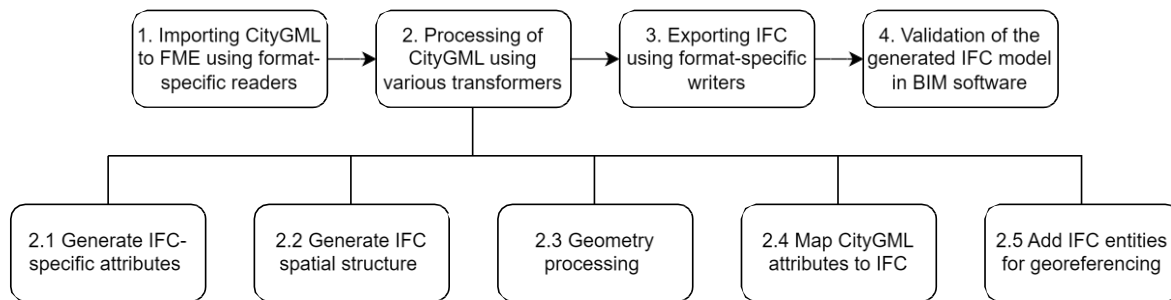 1. Importing CityGML
to FME using format-
specific readers
2. Processing of
CityGML using
various transformers
3. Exporting IFC
using format-specific
writers
4. Validation of the
generated IFC model
in BIM software
2.1 Generate IFC-
specific attributes
2.2 Generate IFC
spatial structure
2.3 Geometry
processing
2.4 Map CityGML
attributes to IFC
2.5 Add IFC entities
for georeferencing